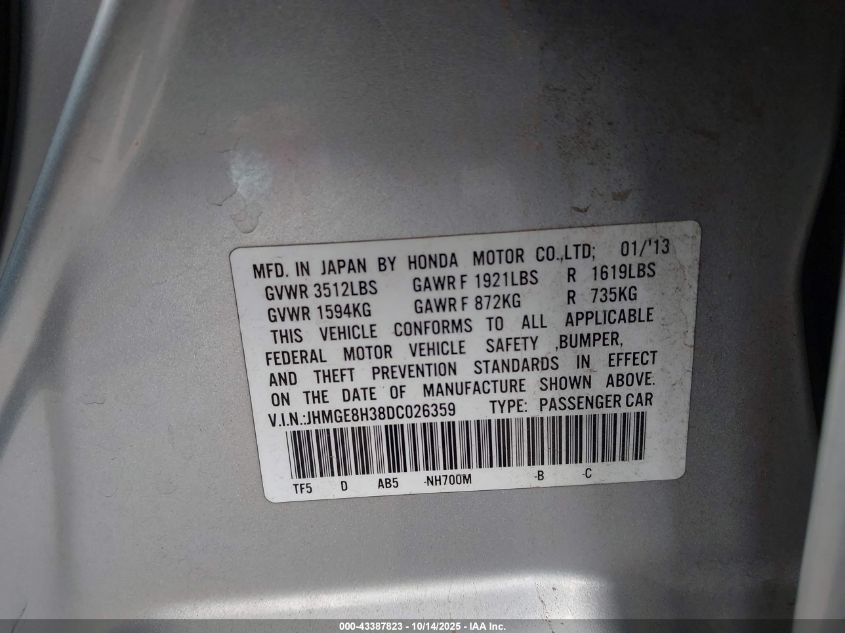 MFD. IN JAPAN BY HONDA MOTOR CO.,LTD; 01/'13
GVWR 3512LBS GAWR F 1921LBS R 1619LBS
GVWR 1594KG GAWR F 872KG R 735KG
THIS VEHICLE CONFORMS TO ALL APPLICABLE
FEDERAL MOTOR VEHICLE SAFETY ,BUMPER,
AND THEFT PREVENTION STANDARDS IN EFFECT
ON THE DATE OF MANUFACTURE SHOWN ABOVE.
V.I.N.:JHMGE8H38DC026359 TYPE: PASSENGER CAR
TF5 D AB5 -NH700M -B -C
000-43387823 - 10/14/2025 - IAA Inc.